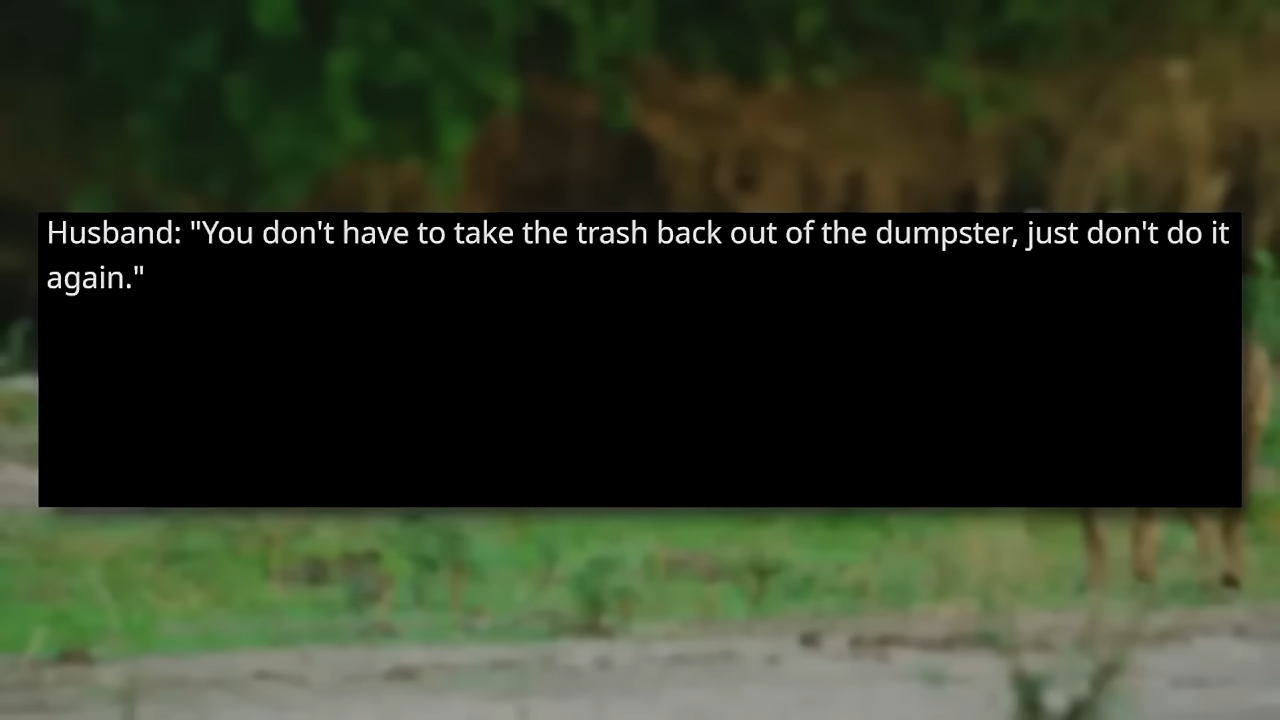 Husband: "You don't have to take the trash back out of the dumpster, just don't do it
again."